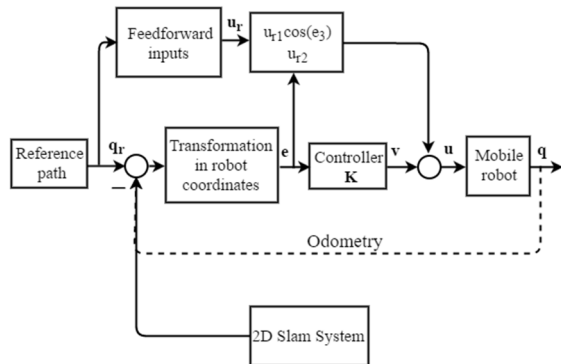 Feedforward
inputs
u_r
u_r1cos(e_3)
u_r2
Reference
path
q_r
−
Transformation
in robot
coordinates
e
Controller
K
v
u
Mobile
robot
q
Odometry
2D Slam System